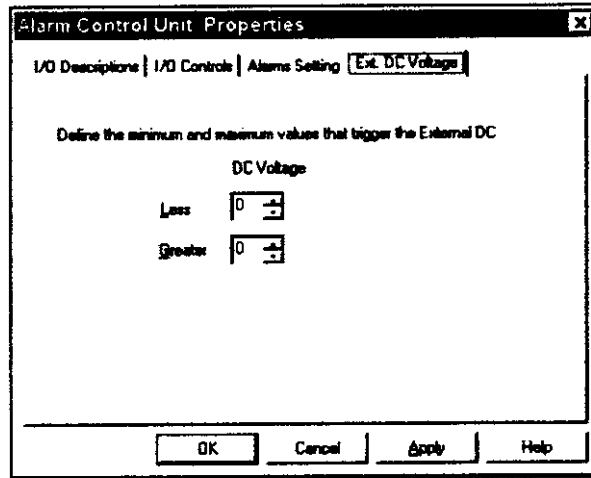 Alarm Control Unit Properties
I/O Descriptions I/O Controls Alarms Setting Ext. DC Voltage
Define the minimum and maximum values that trigger the External DC
DC Voltage
Less 0
Greater 0
OK Cancel Apply Help